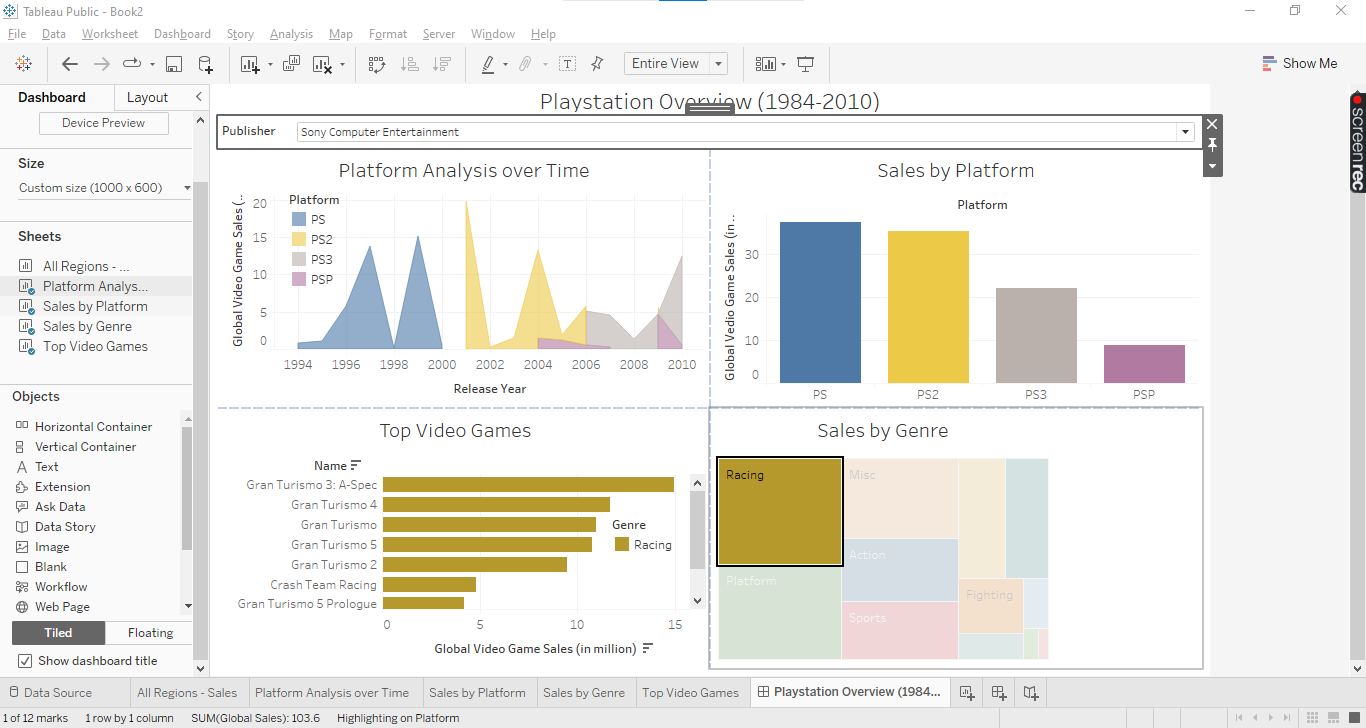 Tableau Public - Book2
File Data Worksheet Dashboard Story Analysis Map Format Server Window Help
Entire View
Show Me
Dashboard Layout
Device Preview
Size
Custom size (1000 x 600)
Sheets
All Regions - ...
Platform Analys...
Sales by Platform
Sales by Genre
Top Video Games
Objects
Horizontal Container
Vertical Container
Text
Extension
Ask Data
Data Story
Image
Blank
Workflow
Web Page
Tiled Floating
Show dashboard title
Playstation Overview (1984-2010)
Publisher Sony Computer Entertainment
Platform Analysis over Time
Global Video Game Sales (..
20
15
10
5
0
Platform
PS
PS2
PS3
PSP
1994 1996 1998 2000 2002 2004 2006 2008 2010
Release Year
Sales by Platform
Platform
Global Vedio Game Sales (in ..
30
20
10
0
PS PS2 PS3 PSP
Top Video Games
Name
Gran Turismo 3: A-Spec
Gran Turismo 4
Gran Turismo
Gran Turismo 5
Gran Turismo 2
Crash Team Racing
Gran Turismo 5 Prologue
0 5 10 15
Global Video Game Sales (in million)
Genre
Racing
Sales by Genre
Racing
Misc
Action
Platform
Fighting
Sports
screenrec
Data Source All Regions - Sales Platform Analysis over Time Sales by Platform Sales by Genre Top Video Games Playstation Overview (1984...
1 of 12 marks 1 row by 1 column SUM(Global Sales): 103.6 Highlighting on Platform